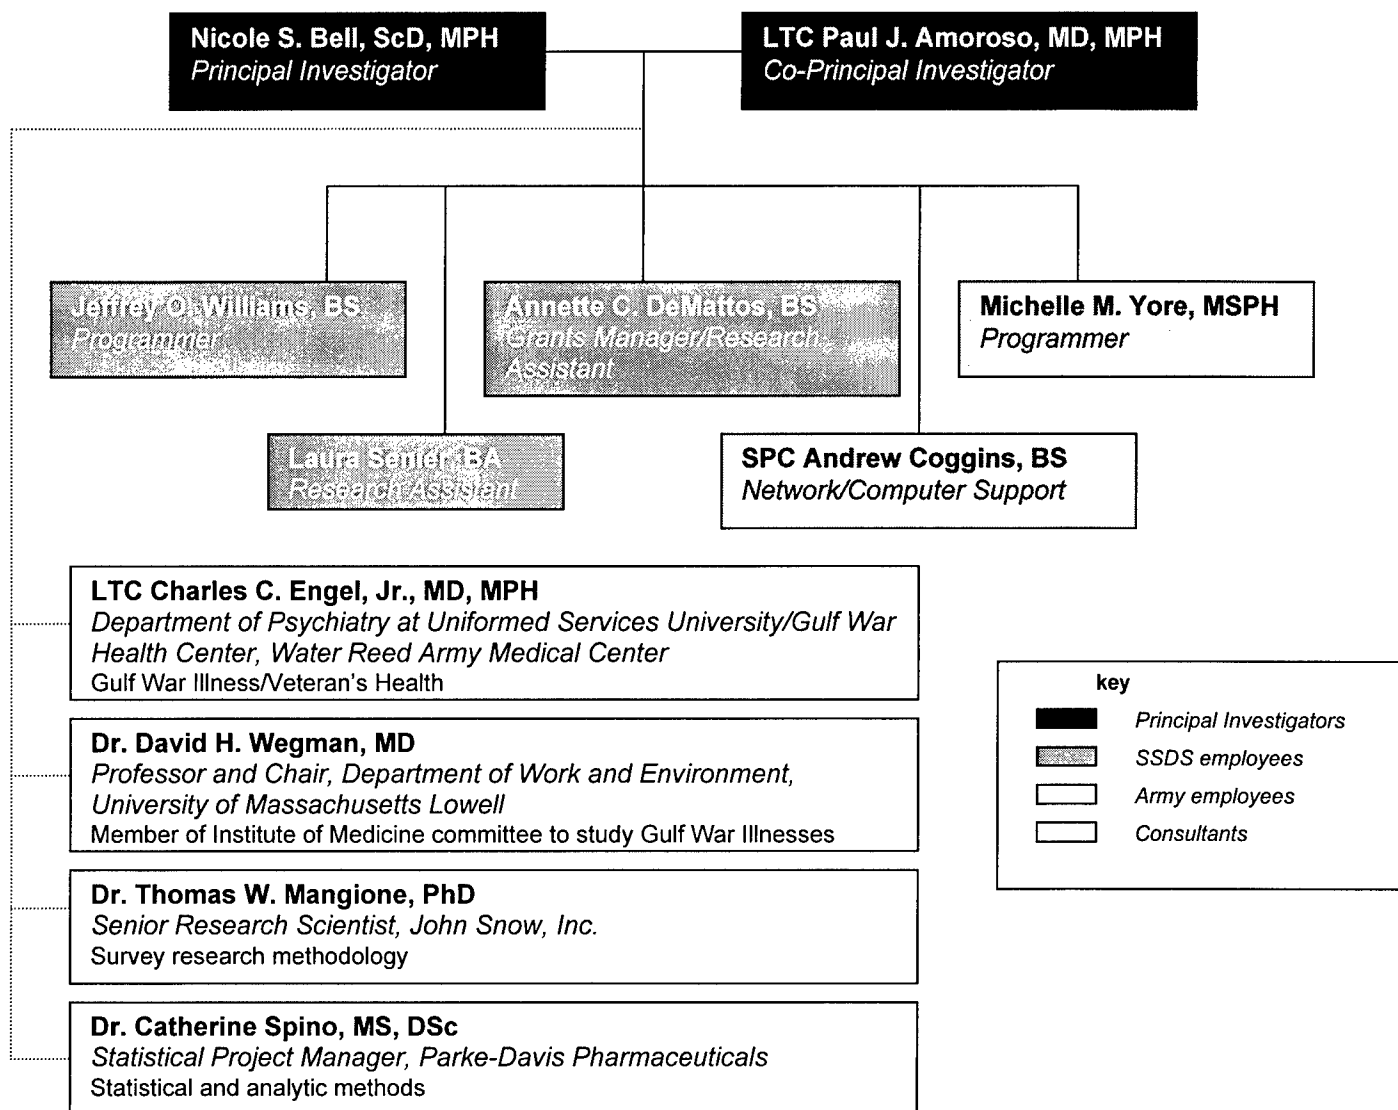 Nicole S. Bell, ScD, MPH
Principal Investigator
LTC Paul J. Amoroso, MD, MPH
Co-Principal Investigator
Jeffrey O. Williams, BS
Programmer
Annette C. DeMattos, BS
Grants Manager/Research
Assistant
Michelle M. Yore, MSPH
Programmer
Laura Senier, BA
Research Assistant
SPC Andrew Coggins, BS
Network/Computer Support
LTC Charles C. Engel, Jr., MD, MPH
Department of Psychiatry at Uniformed Services University/Gulf War
Health Center, Water Reed Army Medical Center
Gulf War Illness/Veteran's Health
Dr. David H. Wegman, MD
Professor and Chair, Department of Work and Environment,
University of Massachusetts Lowell
Member of Institute of Medicine committee to study Gulf War Illnesses
Dr. Thomas W. Mangione, PhD
Senior Research Scientist, John Snow, Inc.
Survey research methodology
Dr. Catherine Spino, MS, DSc
Statistical Project Manager, Parke-Davis Pharmaceuticals
Statistical and analytic methods
key
Principal Investigators
SSDS employees
Army employees
Consultants